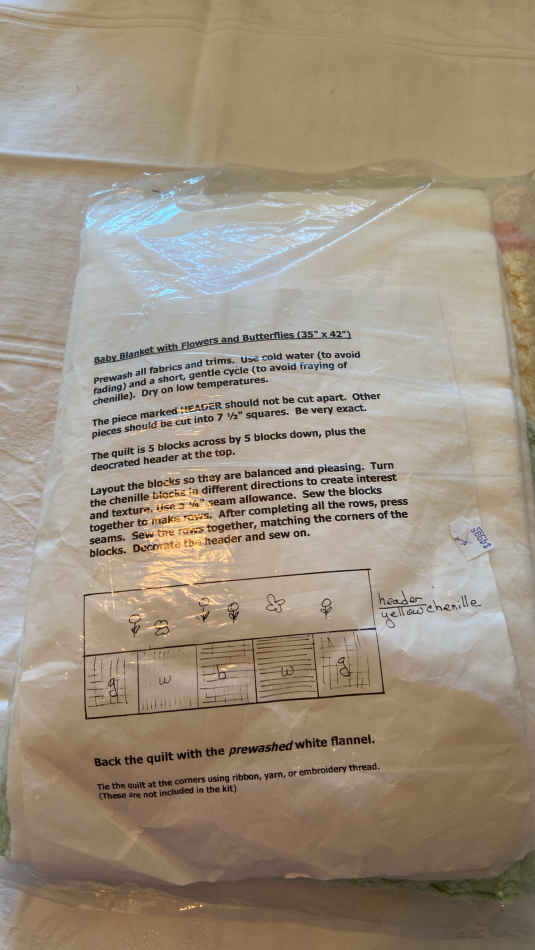 Baby Blanket with Flowers and Butterflies (35" x 42")
Prewash all fabrics and trims. Use cold water (to avoid
fading) and a short, gentle cycle (to avoid fraying of
chenille). Dry on low temperatures.
The piece marked HEADER should not be cut apart. Other
pieces should be cut into 7 ½" squares. Be very exact.
The quilt is 5 blocks across by 5 blocks down, plus the
deocrated header at the top.
Layout the blocks so they are balanced and pleasing. Turn
the chenille blocks in different directions to create interest
and texture. Use a ¼" seam allowance. Sew the blocks
together to make rows. After completing all the rows, press
seams. Sew the rows together, matching the corners of the
blocks. Decorate the header and sew on.
header
yellow chenille
g w b w g
Back the quilt with the prewashed white flannel.
Tie the quilt at the corners using ribbon, yarn, or embroidery thread.
(These are not included in the kit)